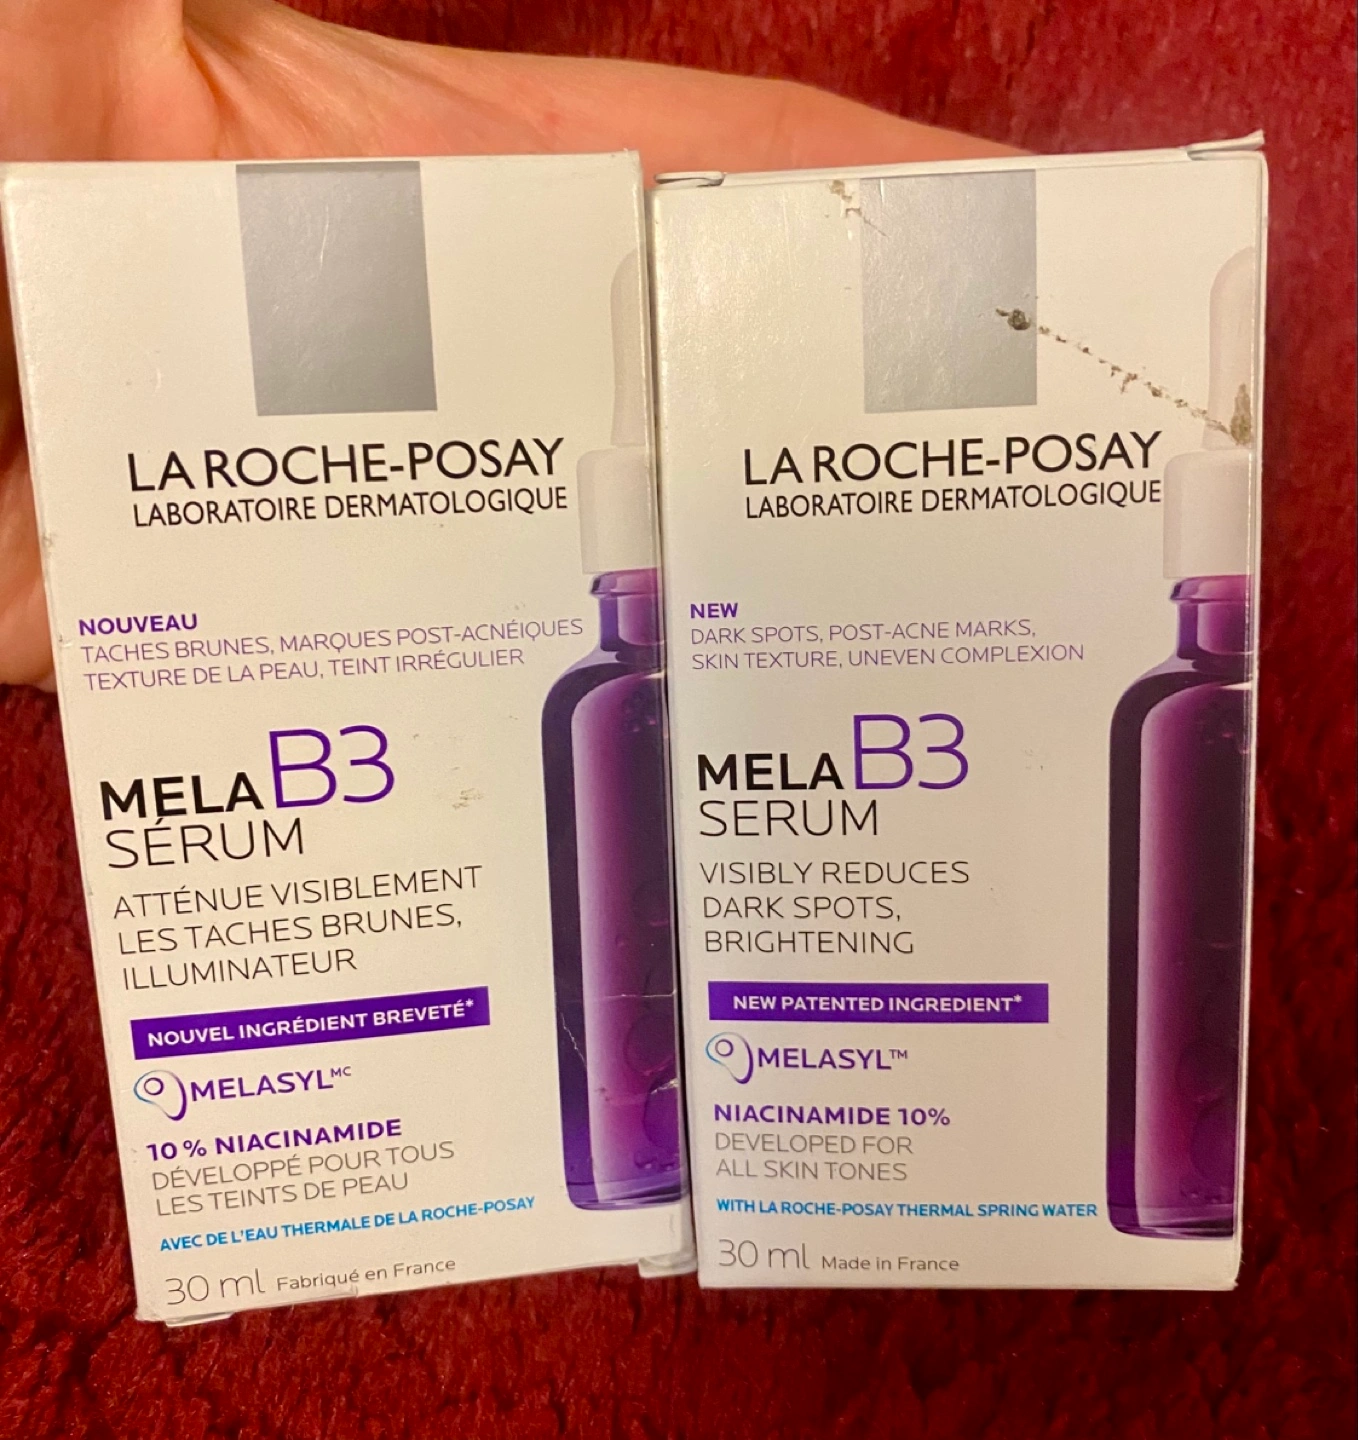 LA ROCHE-POSAY
LABORATOIRE DERMATOLOGIQUE
NOUVEAU
TACHES BRUNES, MARQUES POST-ACNÉIQUES
TEXTURE DE LA PEAU, TEINT IRRÉGULIER
MELA B3
SÉRUM
ATTÉNUE VISIBLEMENT
LES TACHES BRUNES,
ILLUMINATEUR
NOUVEL INGRÉDIENT BREVETÉ*
MELASYLᴹᶜ
10 % NIACINAMIDE
DÉVELOPPÉ POUR TOUS
LES TEINTS DE PEAU
AVEC DE L'EAU THERMALE DE LA ROCHE-POSAY
30 ml Fabriqué en France
LA ROCHE-POSAY
LABORATOIRE DERMATOLOGIQUE
NEW
DARK SPOTS, POST-ACNE MARKS,
SKIN TEXTURE, UNEVEN COMPLEXION
MELA B3
SERUM
VISIBLY REDUCES
DARK SPOTS,
BRIGHTENING
NEW PATENTED INGREDIENT*
MELASYL™
NIACINAMIDE 10%
DEVELOPED FOR
ALL SKIN TONES
WITH LA ROCHE-POSAY THERMAL SPRING WATER
30 ml Made in France